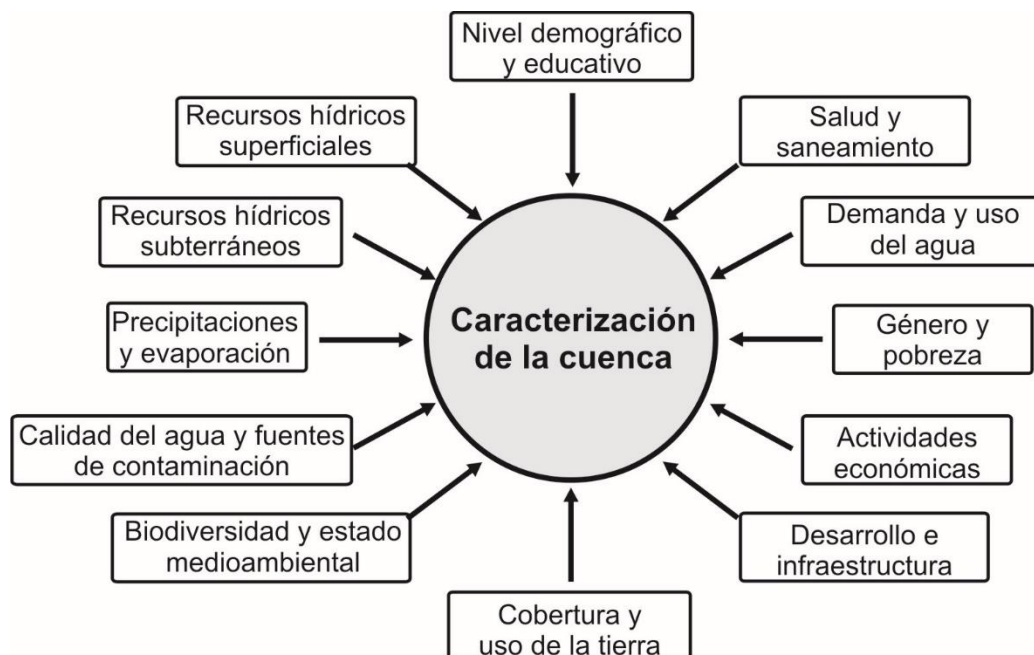 Nivel demográfico
y educativo
Recursos hídricos
superficiales
Salud y
saneamiento
Recursos hídricos
subterráneos
Demanda y uso
del agua
Precipitaciones
y evaporación
Caracterización
de la cuenca
Género y
pobreza
Calidad del agua y fuentes
de contaminación
Actividades
económicas
Biodiversidad y estado
medioambiental
Desarrollo e
infraestructura
Cobertura y
uso de la tierra